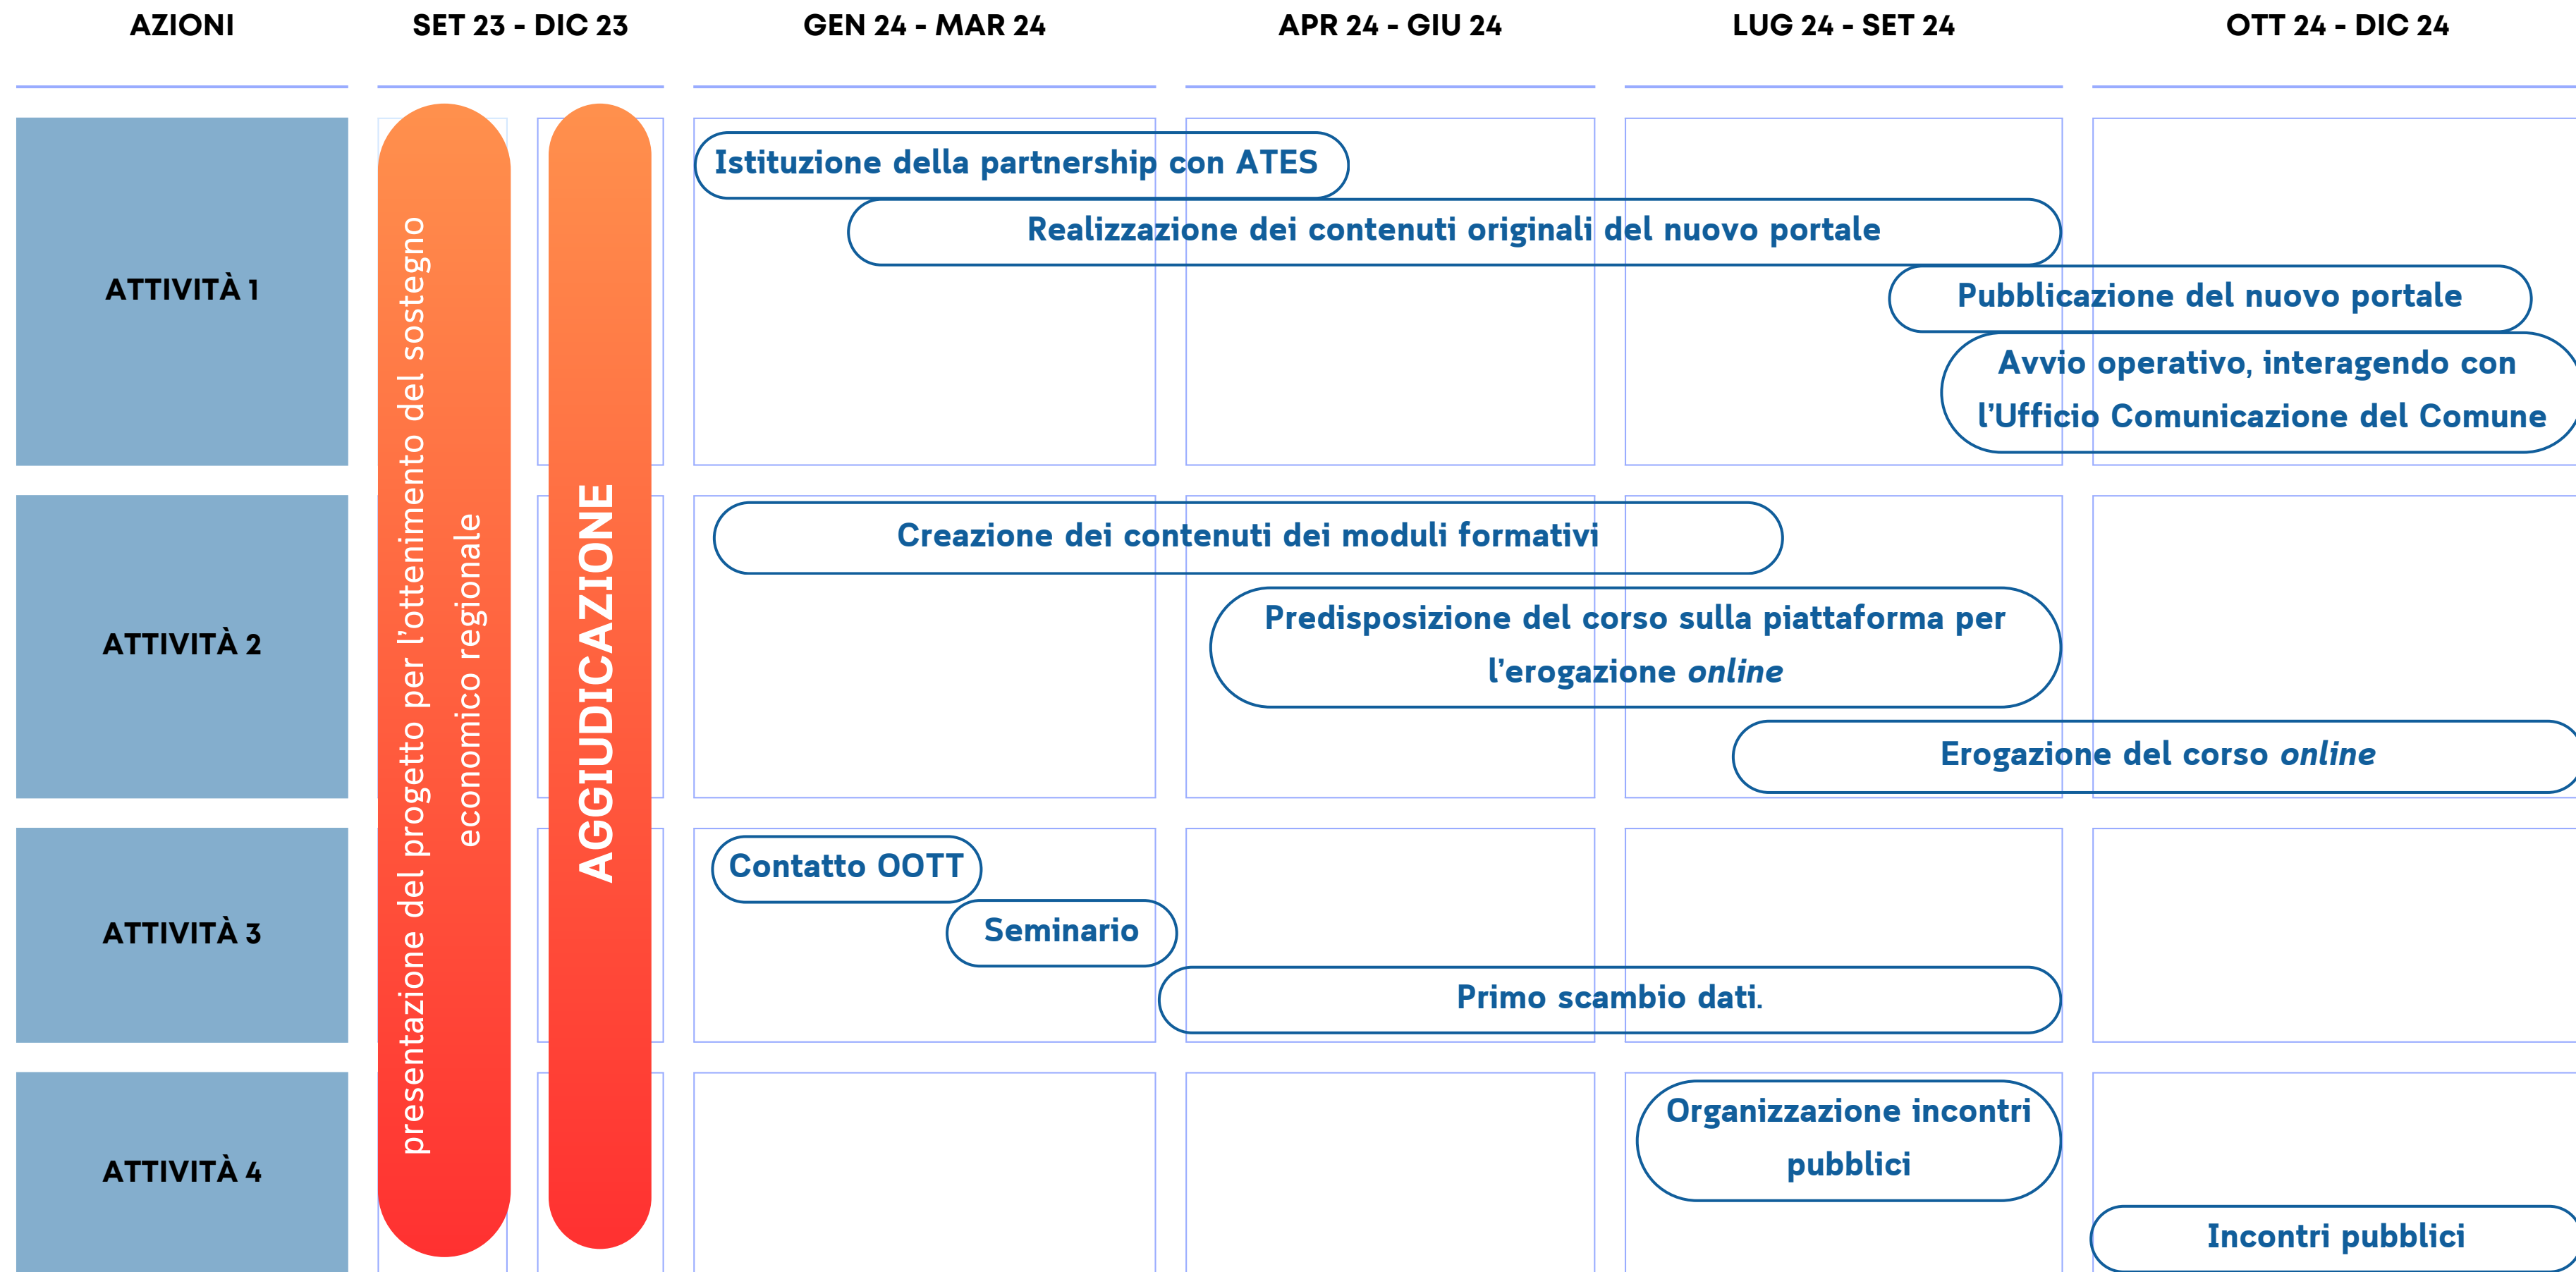 AZIONI
SET 23 - DIC 23
GEN 24 - MAR 24
APR 24 - GIU 24
LUG 24 - SET 24
OTT 24 - DIC 24
presentazione del progetto per l'ottenimento del sostegno
economico regionale
AGGIUDICAZIONE
ATTIVITÀ 1
Istituzione della partnership con ATES
Realizzazione dei contenuti originali del nuovo portale
Pubblicazione del nuovo portale
Avvio operativo, interagendo con
l'Ufficio Comunicazione del Comune
ATTIVITÀ 2
Creazione dei contenuti dei moduli formativi
Predisposizione del corso sulla piattaforma per
l'erogazione online
Erogazione del corso online
ATTIVITÀ 3
Contatto OOTT
Seminario
Primo scambio dati.
ATTIVITÀ 4
Organizzazione incontri
pubblici
Incontri pubblici